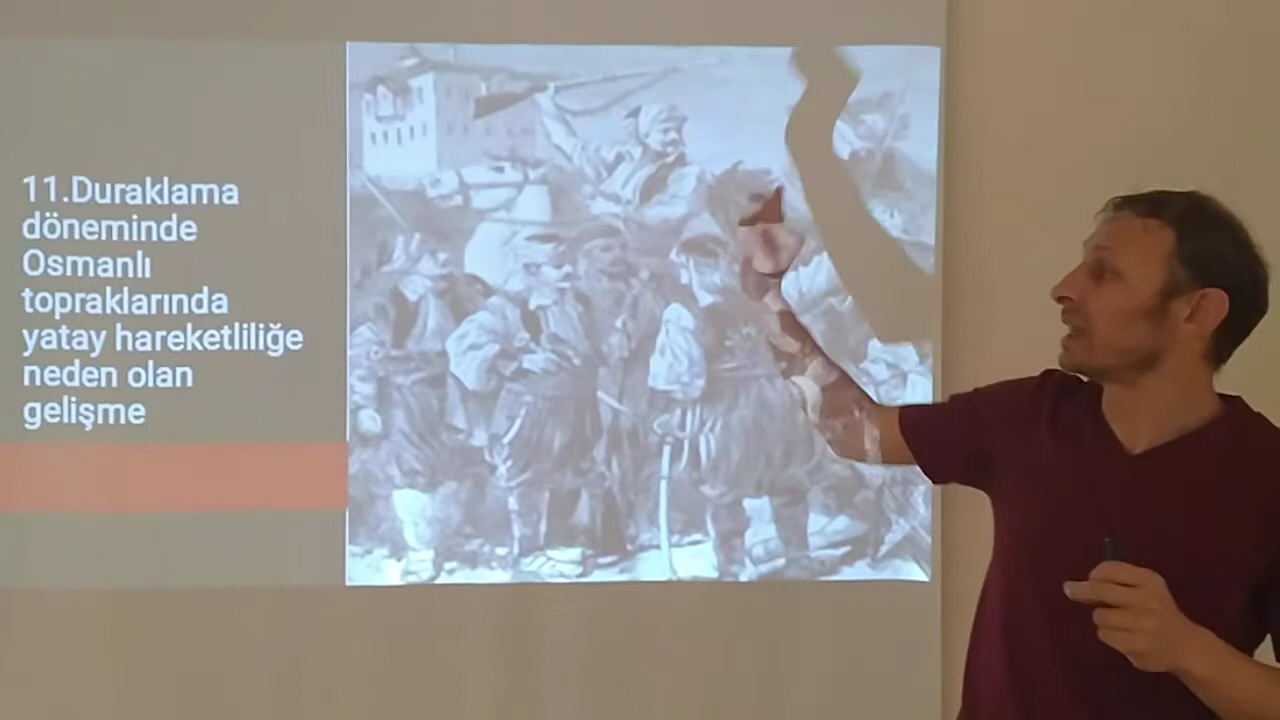 11.Duraklama
döneminde
Osmanlı
topraklarında
yatay hareketliliğe
neden olan
gelişme